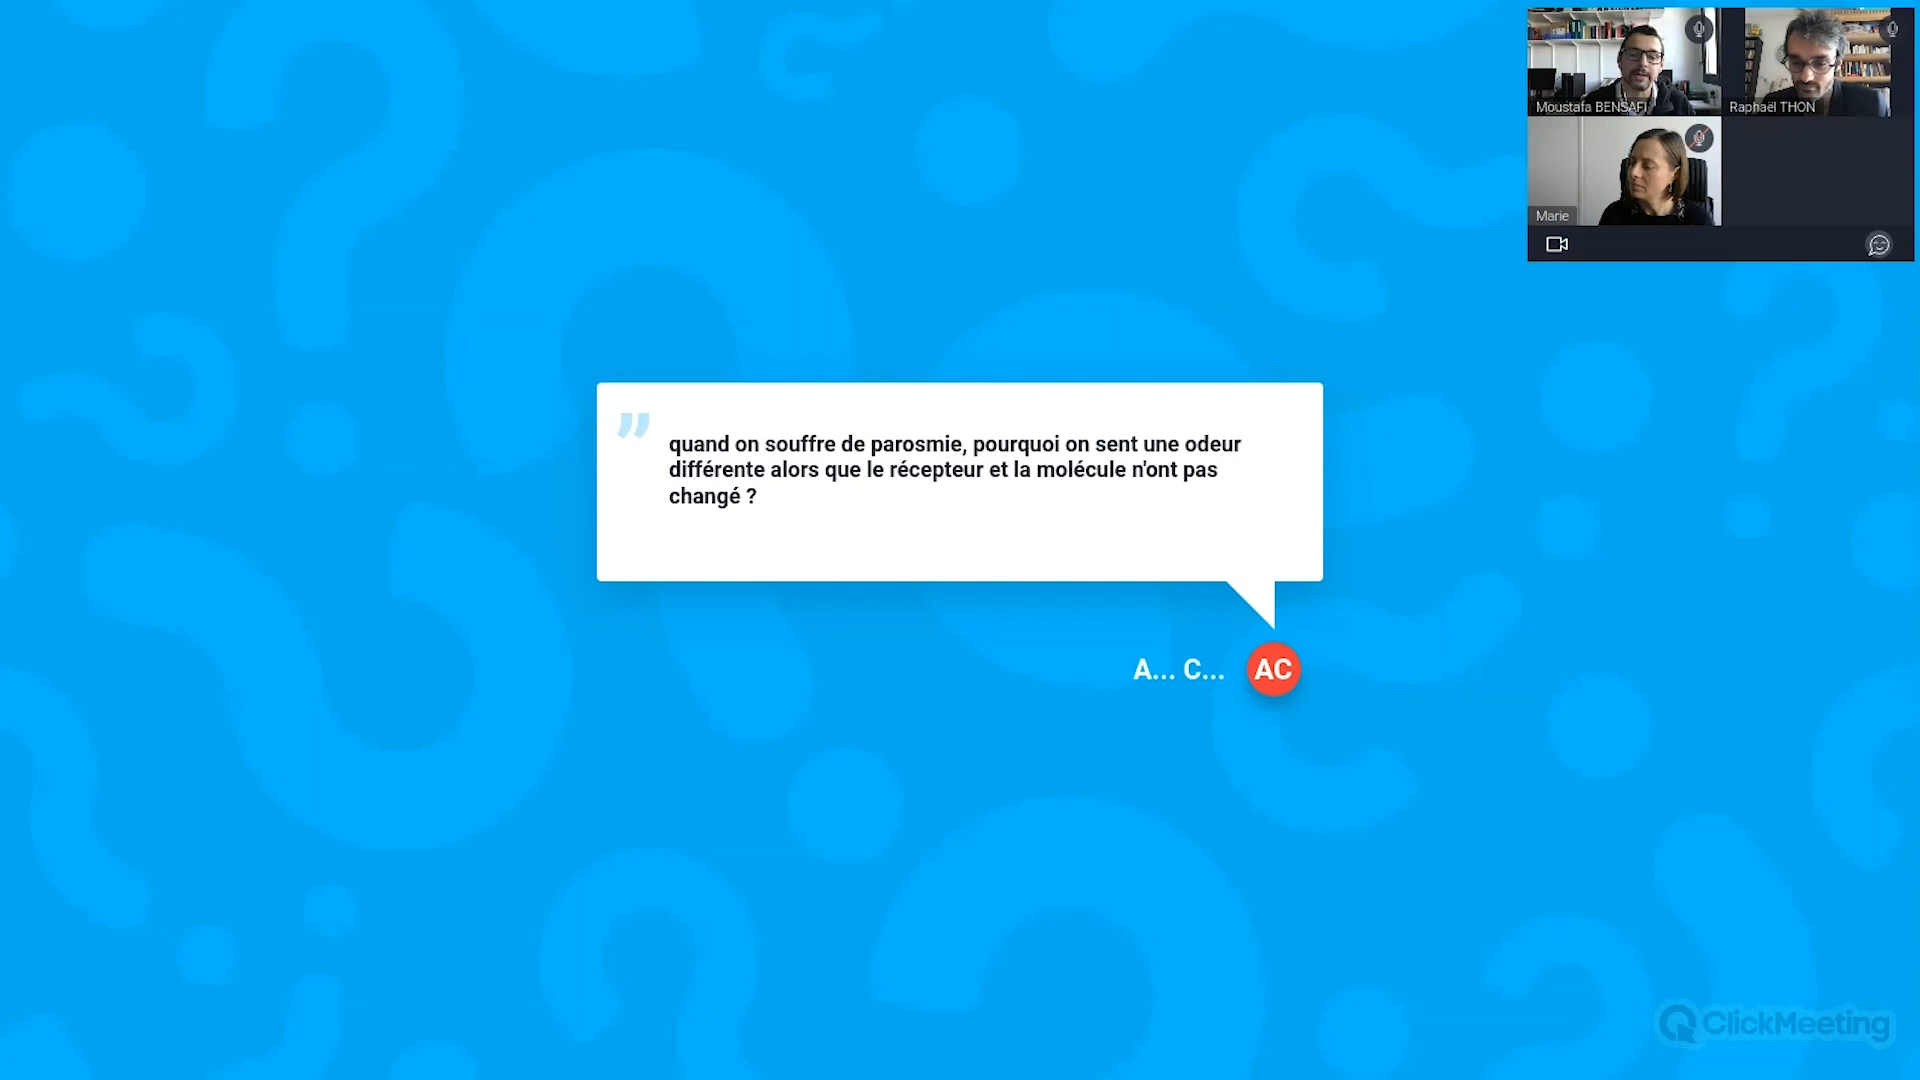 Moustafa BENSAFI
Raphaël THON
Marie
quand on souffre de parosmie, pourquoi on sent une odeur
différente alors que le récepteur et la molécule n'ont pas
changé ?
A... C...
AC
ClickMeeting